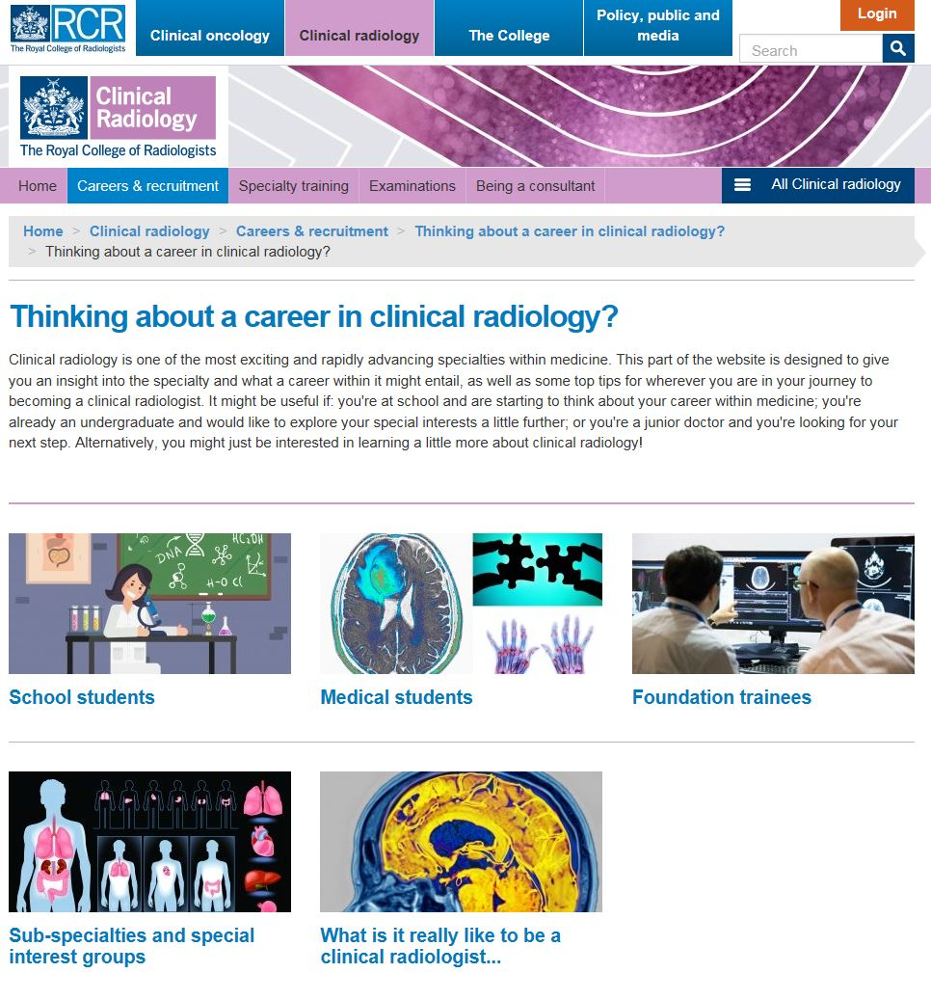 RCR
The Royal College of Radiologists
Clinical oncology
Clinical radiology
The College
Policy, public and
media
Login
Search
Clinical
Radiology
The Royal College of Radiologists
Home
Careers & recruitment
Specialty training
Examinations
Being a consultant
All Clinical radiology
Home > Clinical radiology > Careers & recruitment > Thinking about a career in clinical radiology?
> Thinking about a career in clinical radiology?
Thinking about a career in clinical radiology?
Clinical radiology is one of the most exciting and rapidly advancing specialties within medicine. This part of the website is designed to give
you an insight into the specialty and what a career within it might entail, as well as some top tips for wherever you are in your journey to
becoming a clinical radiologist. It might be useful if: you're at school and are starting to think about your career within medicine; you're
already an undergraduate and would like to explore your special interests a little further; or you're a junior doctor and you're looking for your
next step. Alternatively, you might just be interested in learning a little more about clinical radiology!
DNA
H-O Cl
School students
Medical students
Foundation trainees
Sub-specialties and special
interest groups
What is it really like to be a
clinical radiologist...